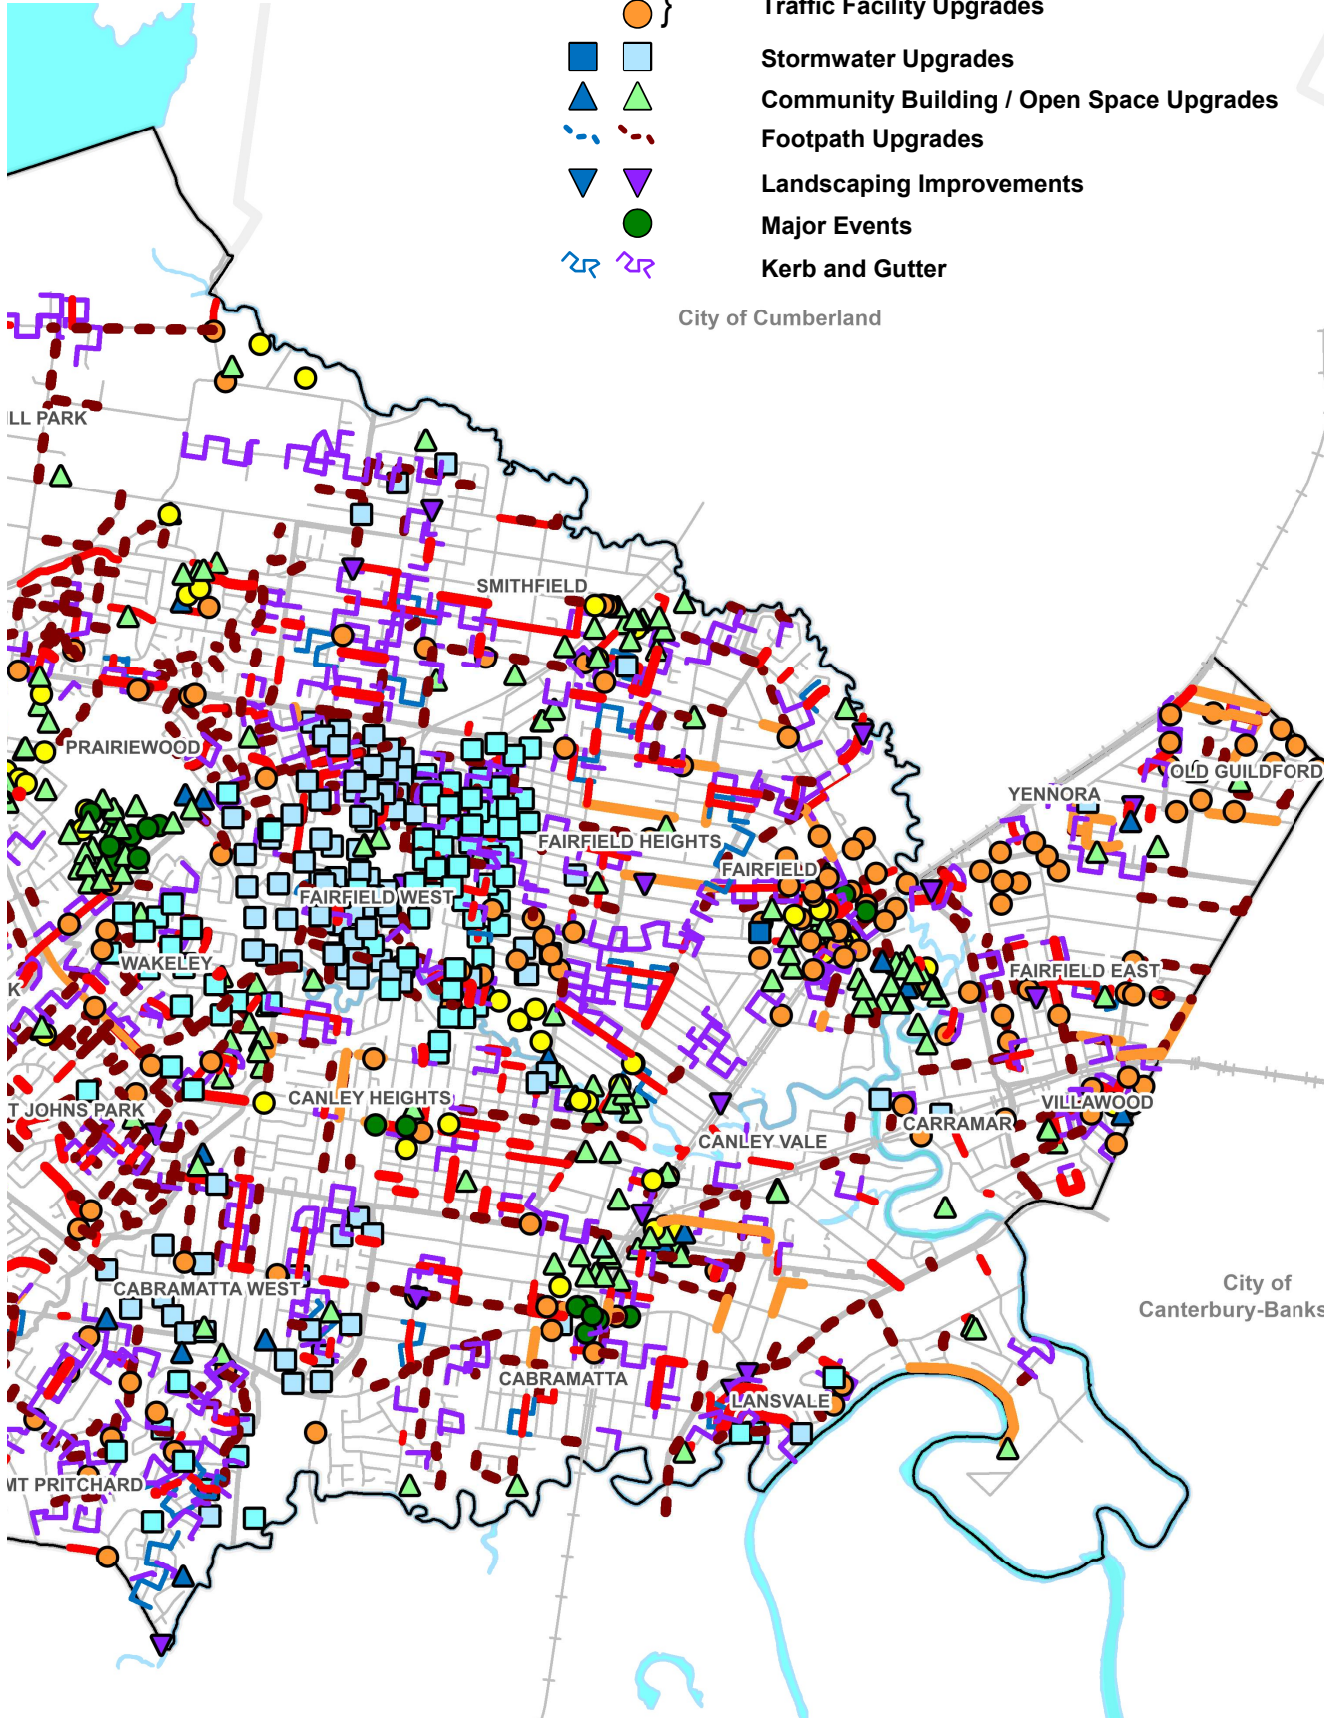 Traffic Facility Upgrades
Stormwater Upgrades
Community Building / Open Space Upgrades
Footpath Upgrades
Landscaping Improvements
Major Events
Kerb and Gutter
City of Cumberland
LL PARK
SMITHFIELD
PRAIRIEWOOD
OLD GUILDFORD
YENNORA
FAIRFIELD HEIGHTS
FAIRFIELD
FAIRFIELD WEST
WAKELEY
FAIRFIELD EAST
K
CANLEY HEIGHTS
VILLAWOOD
T JOHNS PARK
CARRAMAR
CANLEY VALE
CABRAMATTA WEST
City of
Canterbury-Banks
CABRAMATTA
LANSVALE
MT PRITCHARD